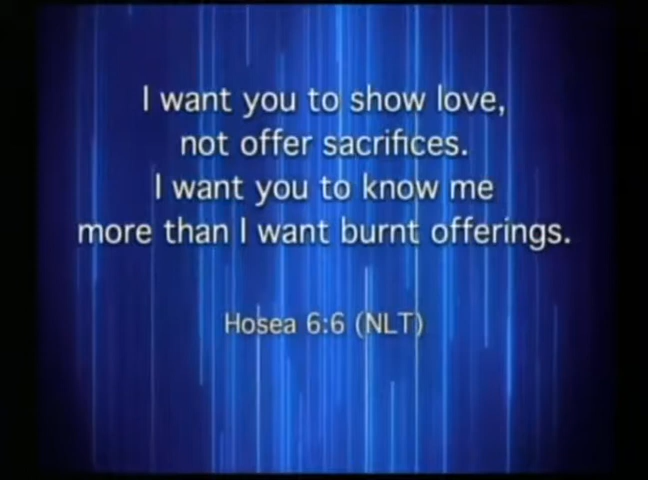 I want you to show love,
not offer sacrifices.
I want you to know me
more than I want burnt offerings.
Hosea 6:6 (NLT)